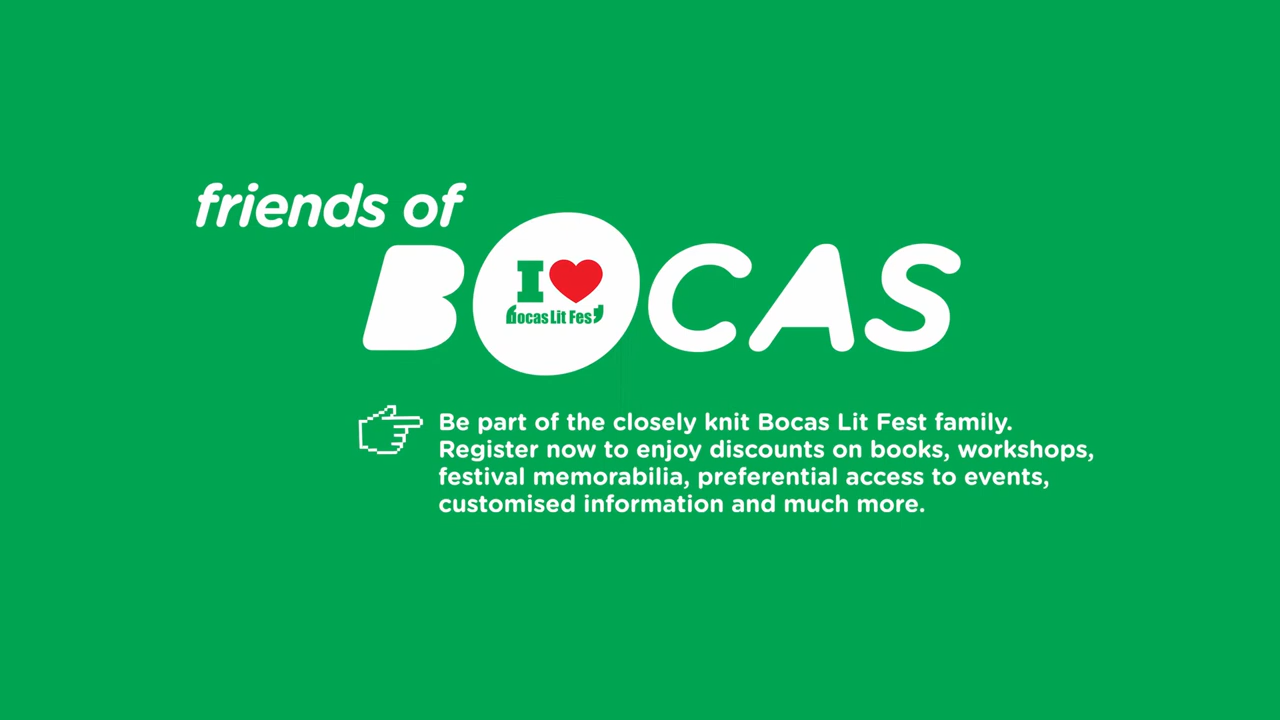 friends of
BOCAS
I
Bocas Lit Fest
Be part of the closely knit Bocas Lit Fest family.
Register now to enjoy discounts on books, workshops,
festival memorabilia, preferential access to events,
customised information and much more.